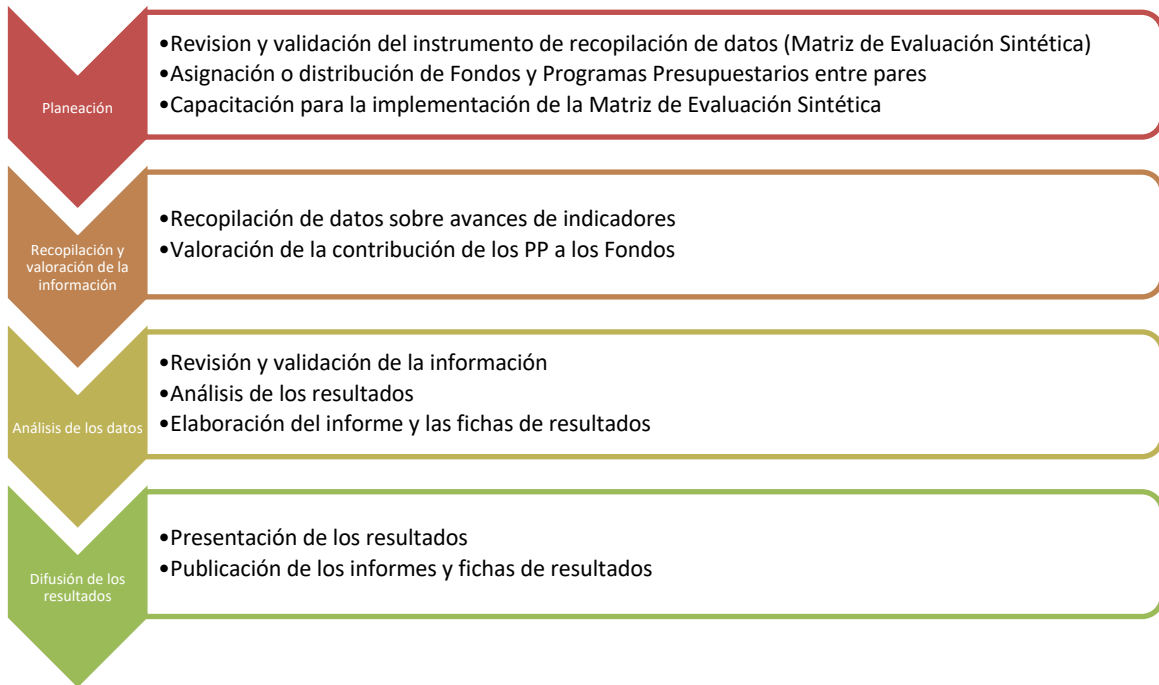 Planeación
•Revision y validación del instrumento de recopilación de datos (Matriz de Evaluación Sintética)
•Asignación o distribución de Fondos y Programas Presupuestarios entre pares
•Capacitación para la implementación de la Matriz de Evaluación Sintética
Recopilación y
valoración de la
información
•Recopilación de datos sobre avances de indicadores
•Valoración de la contribución de los PP a los Fondos
Análisis de los datos
•Revisión y validación de la información
•Análisis de los resultados
•Elaboración del informe y las fichas de resultados
Difusión de los
resultados
•Presentación de los resultados
•Publicación de los informes y fichas de resultados